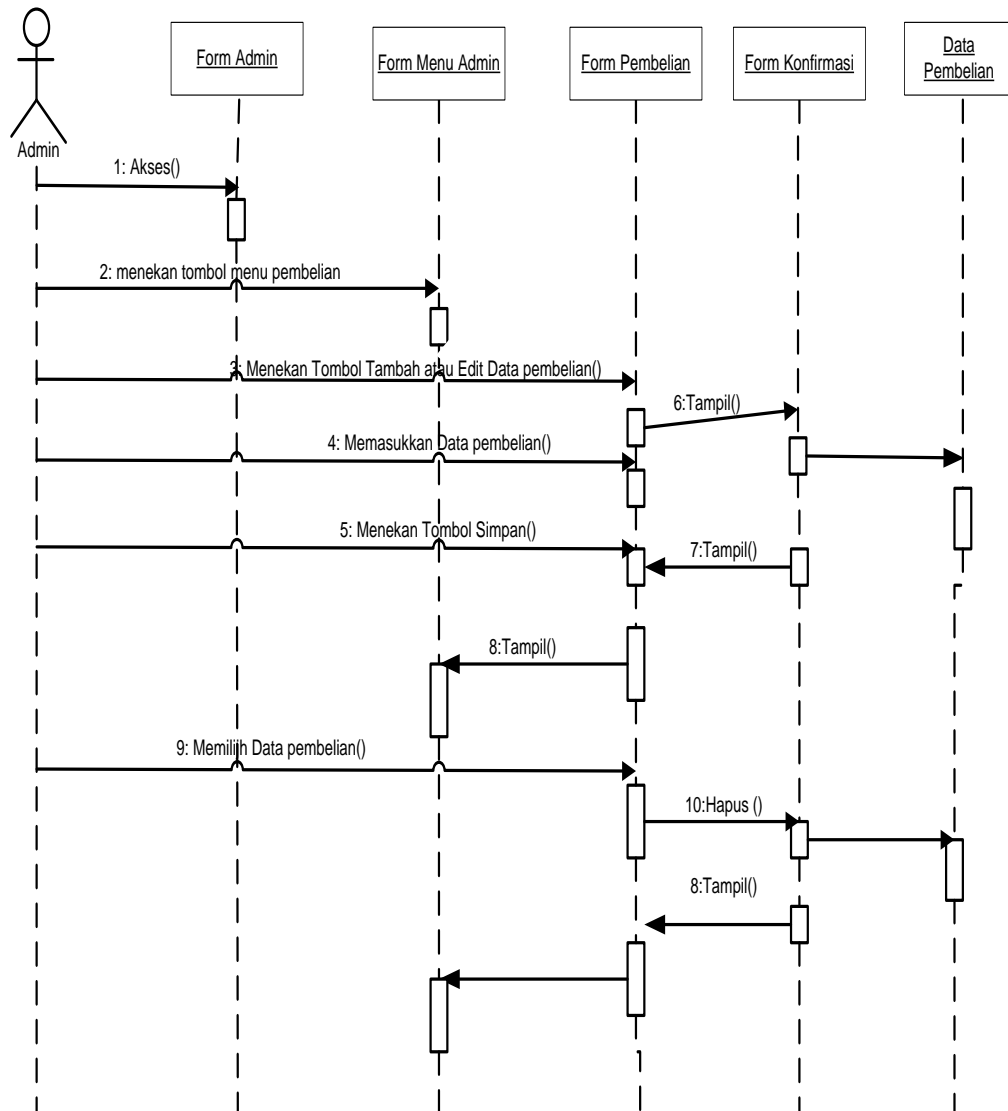 Form Admin
Form Menu Admin
Form Pembelian
Form Konfirmasi
Data
Pembelian
Admin
1: Akses()
2: menekan tombol menu pembelian
3: Menekan Tombol Tambah atau Edit Data pembelian()
6:Tampil()
4: Memasukkan Data pembelian()
5: Menekan Tombol Simpan()
7:Tampil()
8:Tampil()
9: Memilih Data pembelian()
10:Hapus ()
8:Tampil()